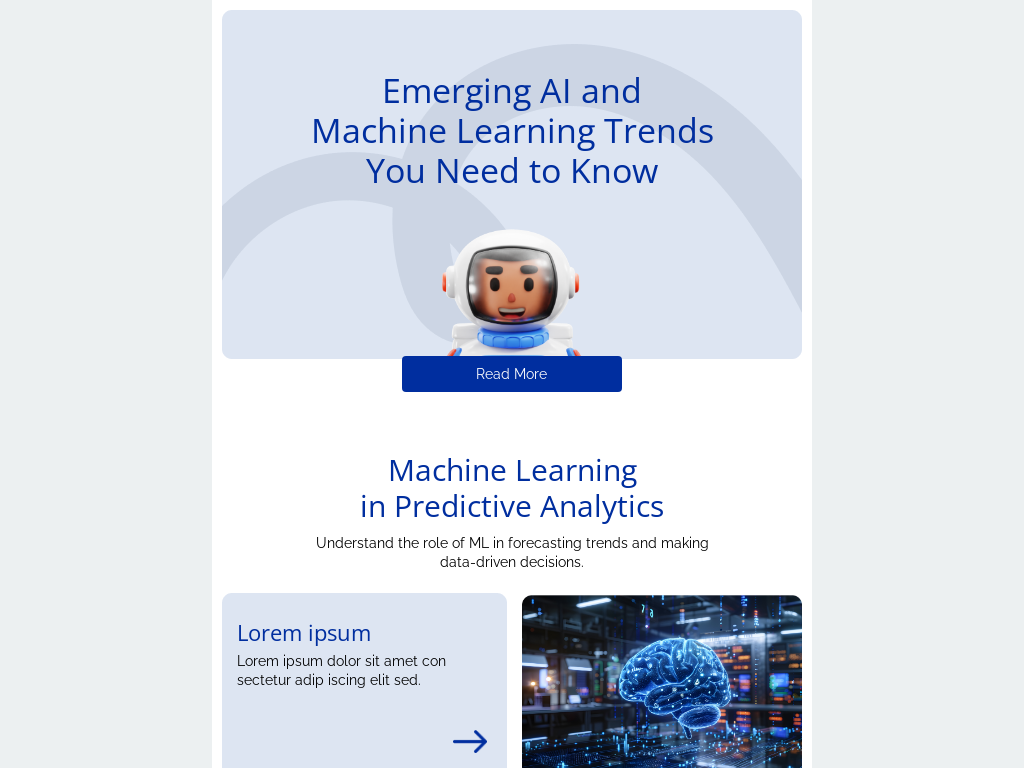 Emerging AI and
Machine Learning Trends
You Need to Know
Read More
Machine Learning
in Predictive Analytics
Understand the role of ML in forecasting trends and making
data-driven decisions.
Lorem ipsum
Lorem ipsum dolor sit amet con
sectetur adip iscing elit sed.